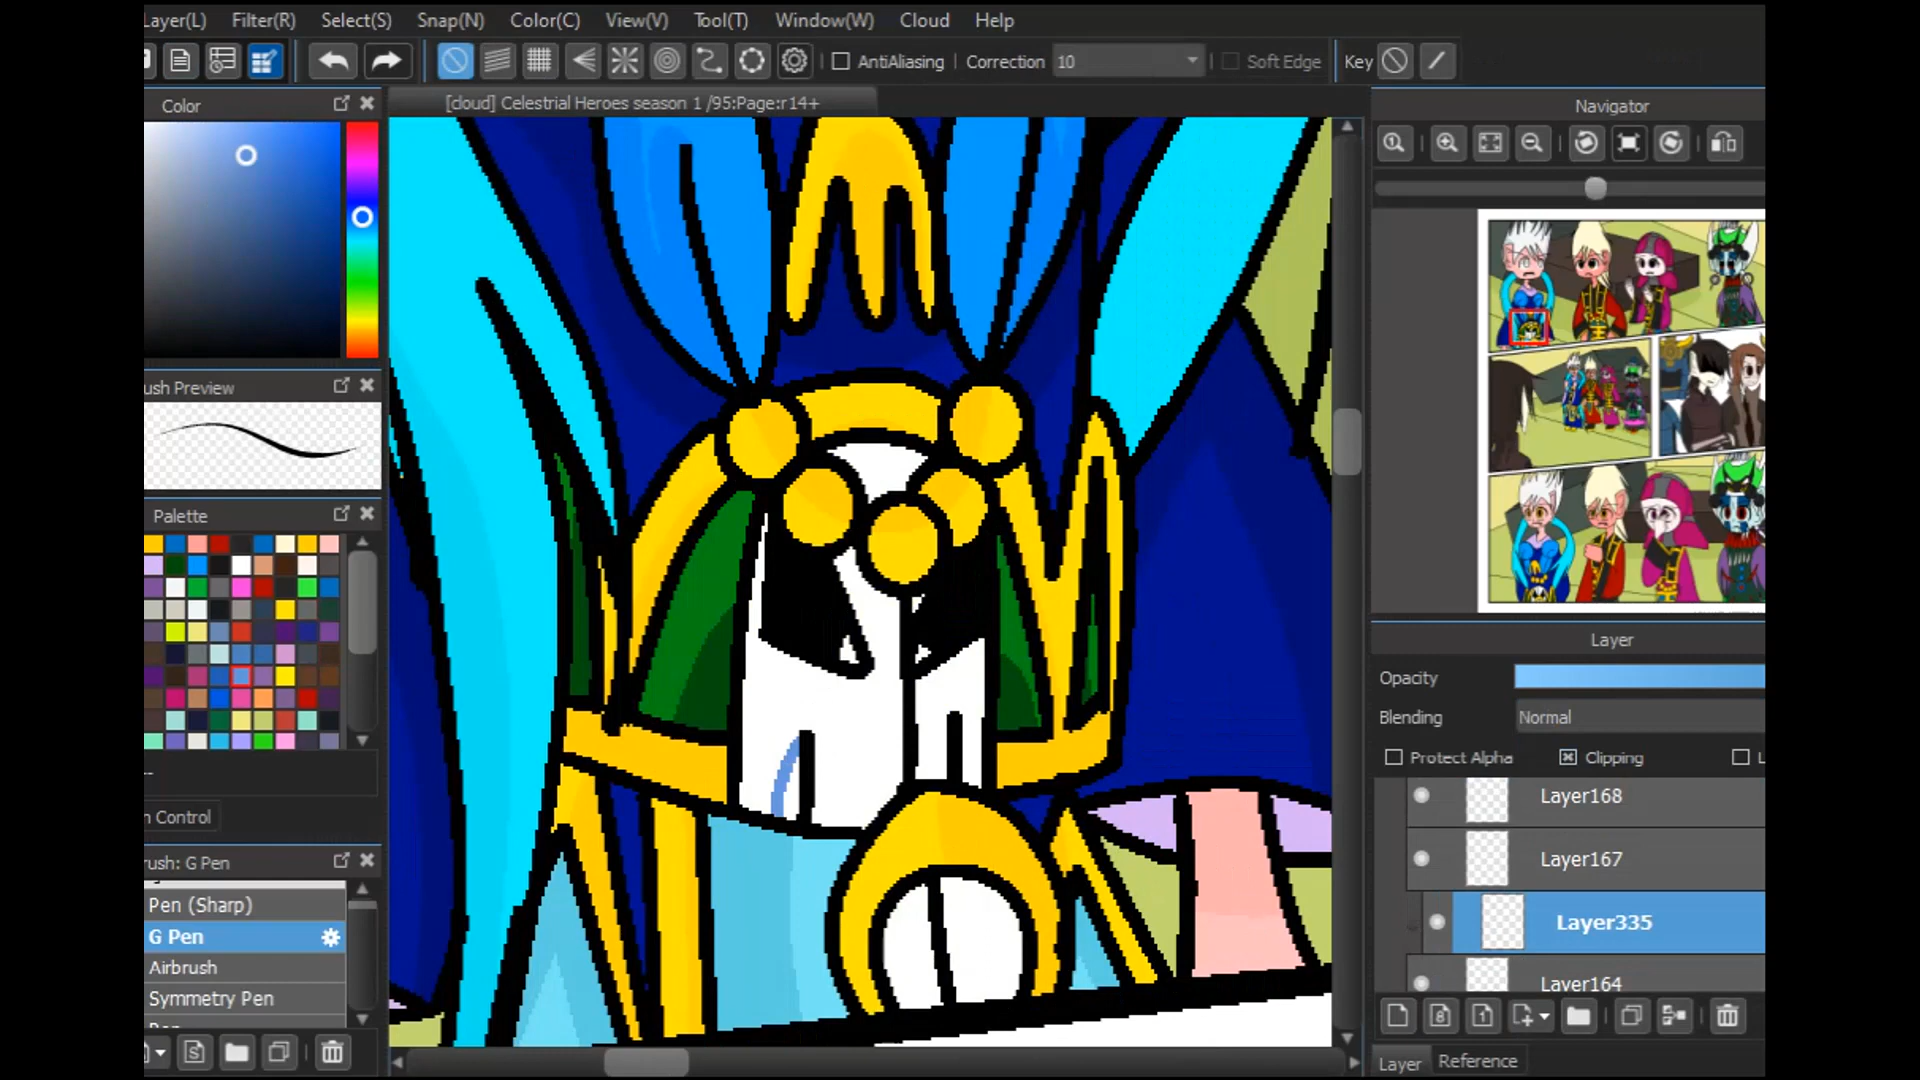 Layer(L) Filter(R) Select(S) Snap(N) Color(C) View(V) Tool(T) Window(W) Cloud Help
AntiAliasing Correction 10 Soft Edge Key
Color
[cloud] Celestrial Heroes season 1 /95:Page:r14+
Navigator
ush Preview
Palette
Layer
Opacity
Blending Normal
Protect Alpha Clipping L
Layer168
Layer167
Layer335
Layer164
--
n Control
rush: G Pen
Pen (Sharp)
G Pen
Airbrush
Symmetry Pen
Layer Reference